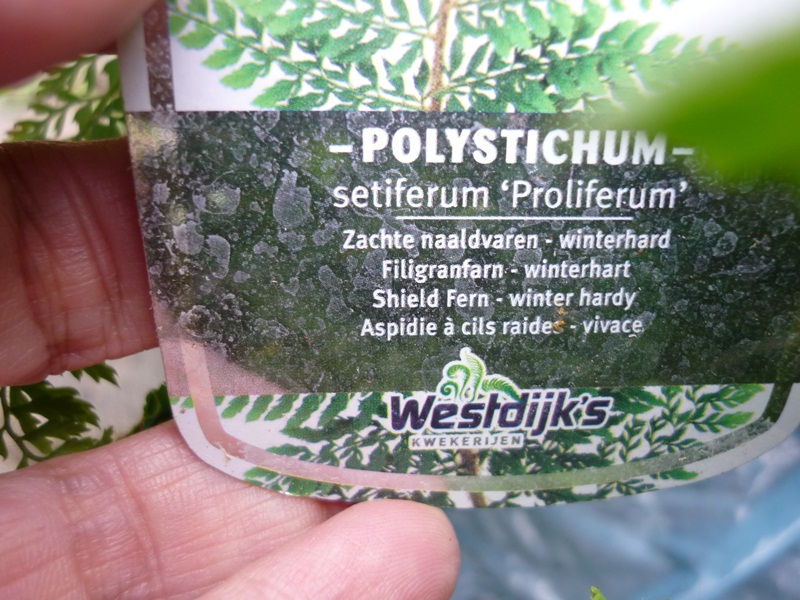 –POLYSTICHUM–
setiferum ‘Proliferum’
Zachte naaldvaren - winterhard
Filigranfarn - winterhart
Shield Fern - winter hardy
Aspidie à cils raides - vivace
Westdijk's
KWEKERIJEN